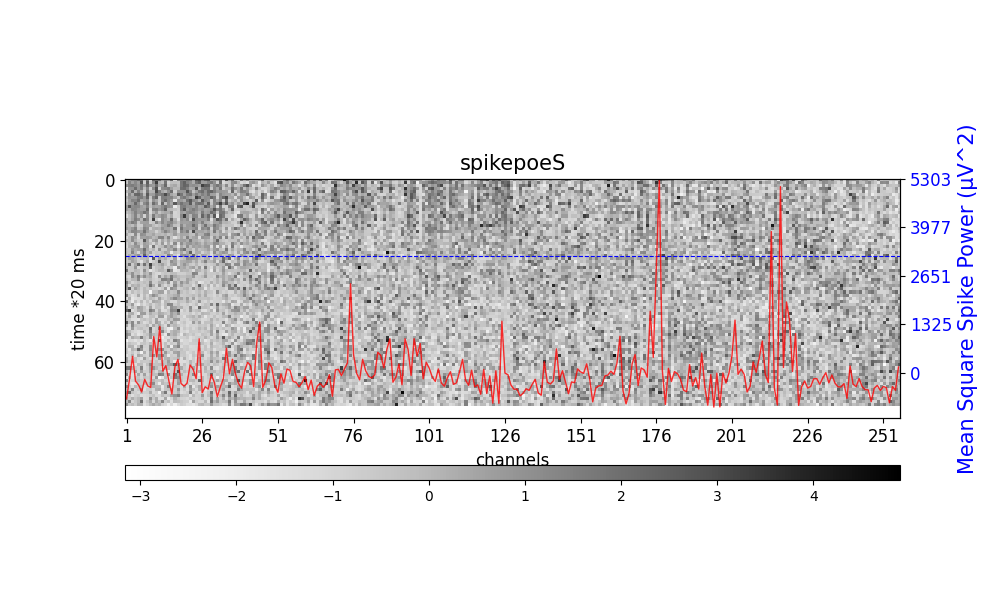 spikepoeS
0
20
40
60
time *20 ms
5303
3977
2651
1325
0
Mean Square Spike Power (μV^2)
1 26 51 76 101 126 151 176 201 226 251
channels
−3 −2 −1 0 1 2 3 4